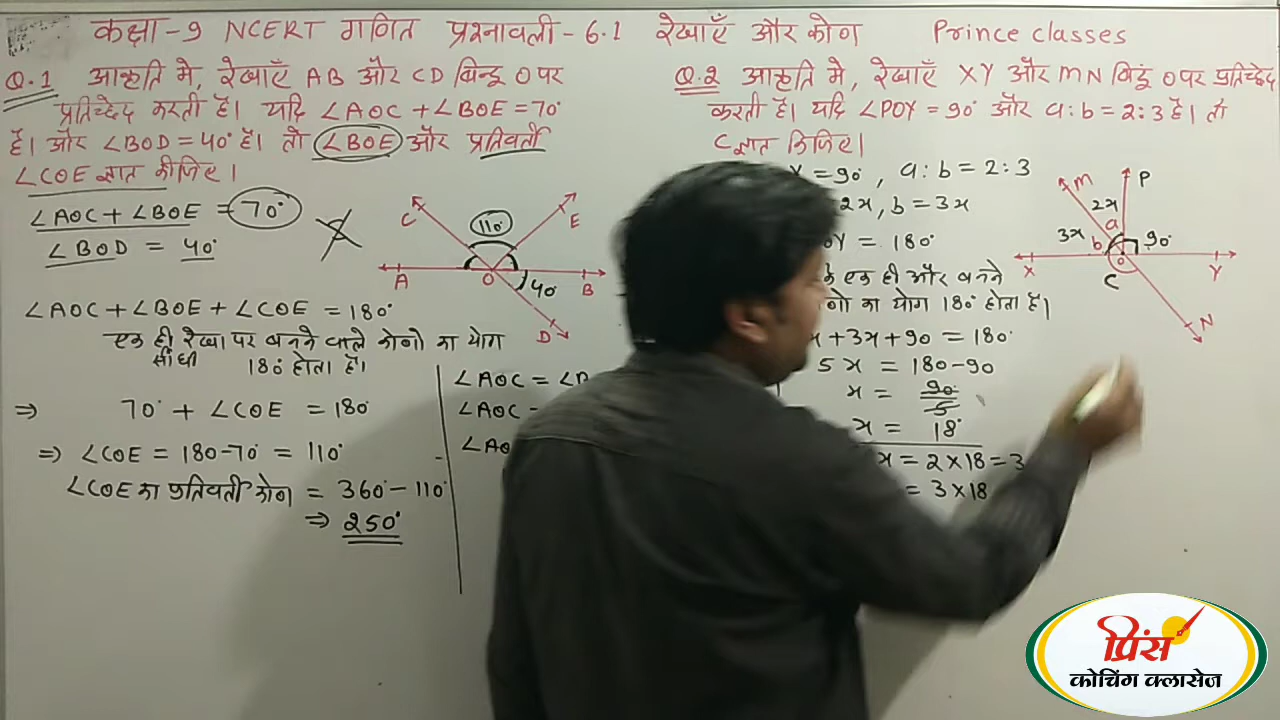 कक्षा -9 NCERT गणित प्रश्नावली - 6.1 रेखाएँ और कोण Prince classes
Q.1 आकृति मे, रेखाएँ AB और CD बिन्दु O पर
प्रतिच्छेद करती है। यदि ∠AOC + ∠BOE = 70°
है। और ∠BOD = 40° है। तो ∠BOE और प्रतिवर्ती
∠COE ज्ञात कीजिए।
∠AOC + ∠BOE = 70°
∠BOD = 40°
C
110°
E
A
O
B
40°
D
∠AOC + ∠BOE + ∠COE = 180°
एक ही रेखा पर बनने वाले कोणो का योग
सीधी 180° होता है।
⇒ 70° + ∠COE = 180°
⇒ ∠COE = 180-70° = 110°
∠COE का प्रतिवर्ती कोण = 360° - 110°
⇒ 250°
∠AOC = ∠B
∠AOC =
∠AO
Q.2 आकृति मे, रेखाएँ XY और MN बिंदु O पर प्रतिच्छेद
करती है। यदि ∠POY = 90° और a:b = 2:3 है। तो
C ज्ञात किजिए।
= 90°, a:b = 2:3
2x, b = 3x
OY = 180°
के एक ही और बनने
का योग 180° होता है।
x + 3x + 90 = 180°
5x = 180-90
x = 90°/5
x = 18°
x = 2 × 18 = 3
= 3 × 18
M
P
2x
a
3x
b
90°
X
O
Y
C
N
प्रिंस
कोचिंग क्लासेज